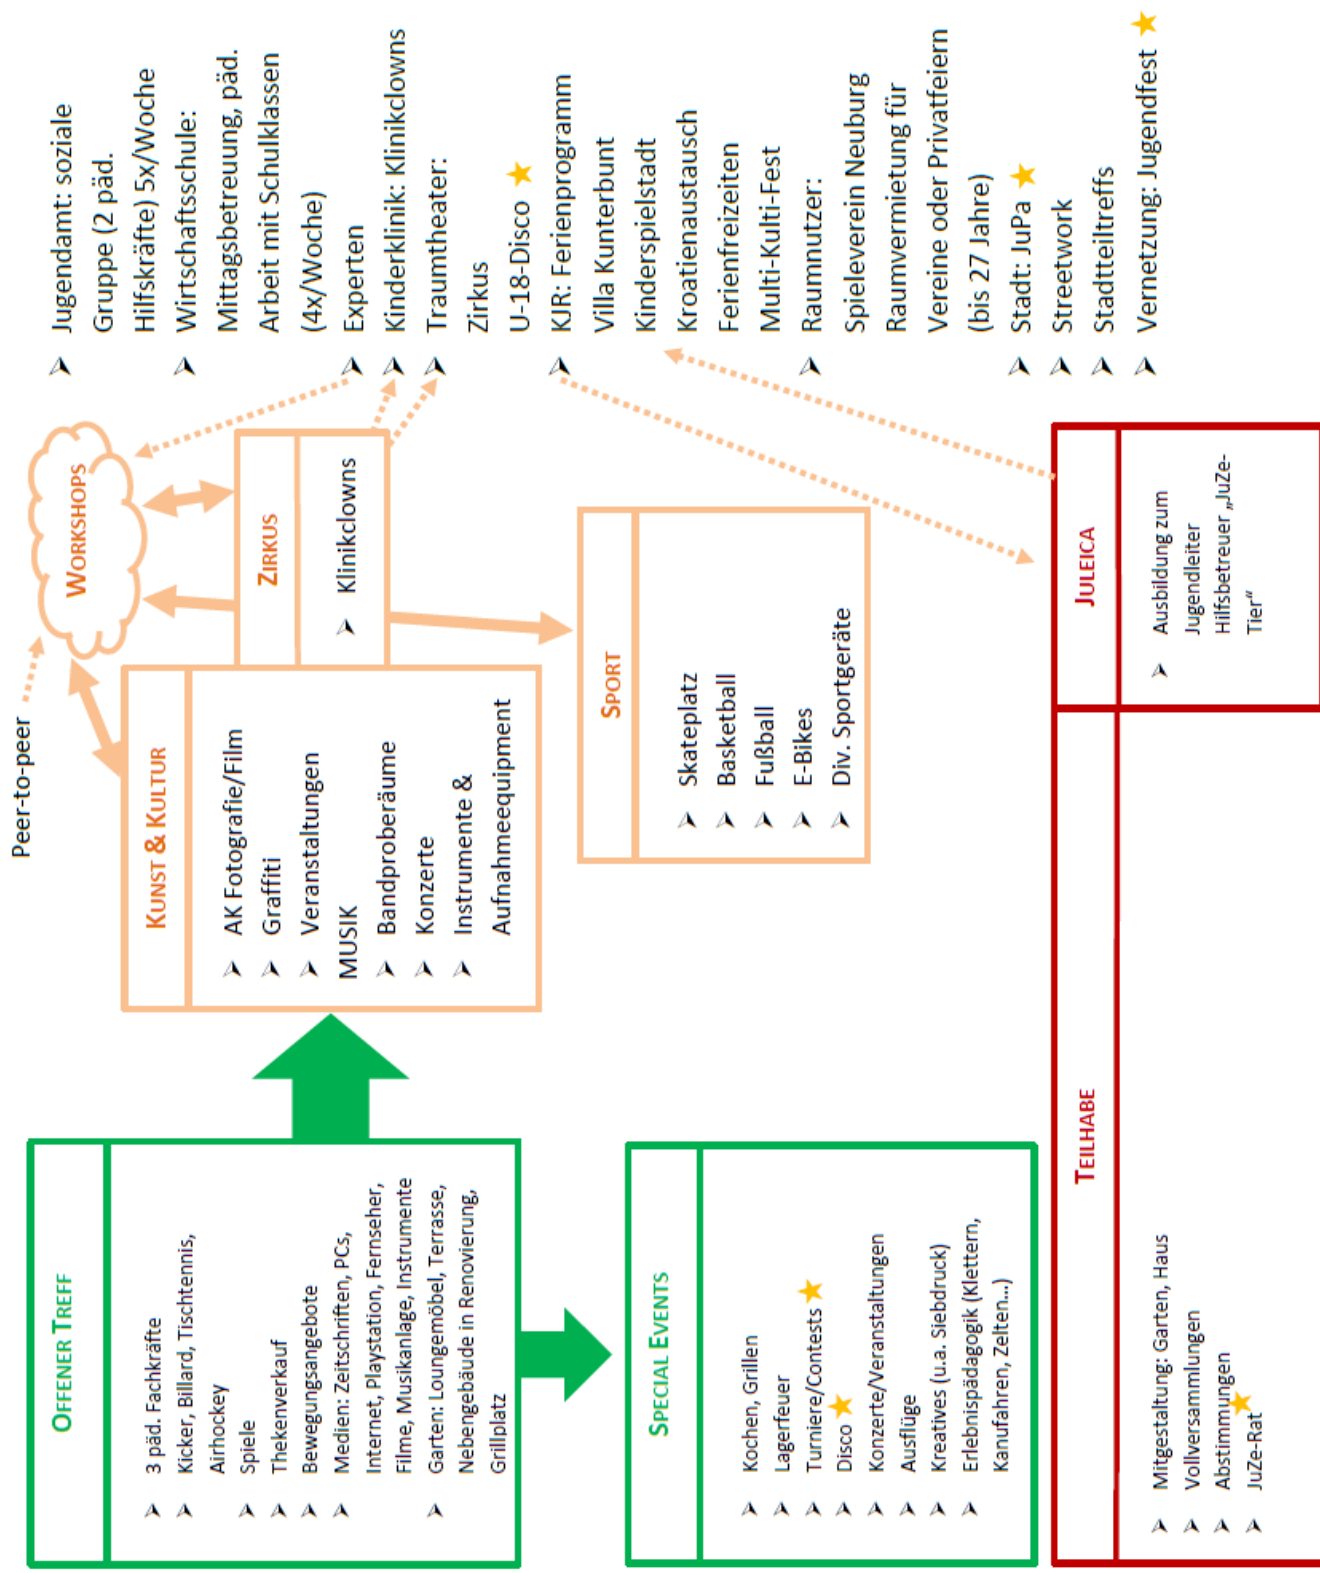 OFFENER TREFF
3 päd. Fachkräfte
Kicker, Billard, Tischtennis,
Airhockey
Spiele
Thekenverkauf
Bewegungsangebote
Medien: Zeitschriften, PCs,
Internet, Playstation, Fernseher,
Filme, Musikanlage, Instrumente
Garten: Loungemöbel, Terrasse,
Nebengebäude in Renovierung,
Grillplatz
SPECIAL EVENTS
Kochen, Grillen
Lagerfeuer
Turniere/Contests
Disco
Konzerte/Veranstaltungen
Ausflüge
Kreatives (u.a. Siebdruck)
Erlebnispädagogik (Klettern,
Kanufahren, Zelten...)
TEILHABE
Mitgestaltung: Garten, Haus
Vollversammlungen
Abstimmungen
JuZe-Rat
Peer-to-peer
WORKSHOPS
KUNST & KULTUR
AK Fotografie/Film
Graffiti
Veranstaltungen
MUSIK
Bandproberäume
Konzerte
Instrumente &
Aufnahmeequipment
ZIRKUS
Klinikclowns
SPORT
Skateplatz
Basketball
Fußball
E-Bikes
Div. Sportgeräte
JULEICA
Ausbildung zum
Jugendleiter
Hilfsbetreuer „JuZe-
Tier“
Jugendamt: soziale
Gruppe (2 päd.
Hilfskräfte) 5x/Woche
Wirtschaftsschule:
Mittagsbetreuung, päd.
Arbeit mit Schulklassen
(4x/Woche)
Experten
Kinderklinik: Klinikclowns
Traumtheater:
Zirkus
U-18-Disco
KJR: Ferienprogramm
Villa Kunterbunt
Kinderspielstadt
Kroatienaustausch
Ferienfreizeiten
Multi-Kulti-Fest
Raumnutzer:
Spieleverein Neuburg
Raumvermietung für
Vereine oder Privatfeiern
(bis 27 Jahre)
Stadt: JuPa
Streetwork
Stadtteiltreffs
Vernetzung: Jugendfest